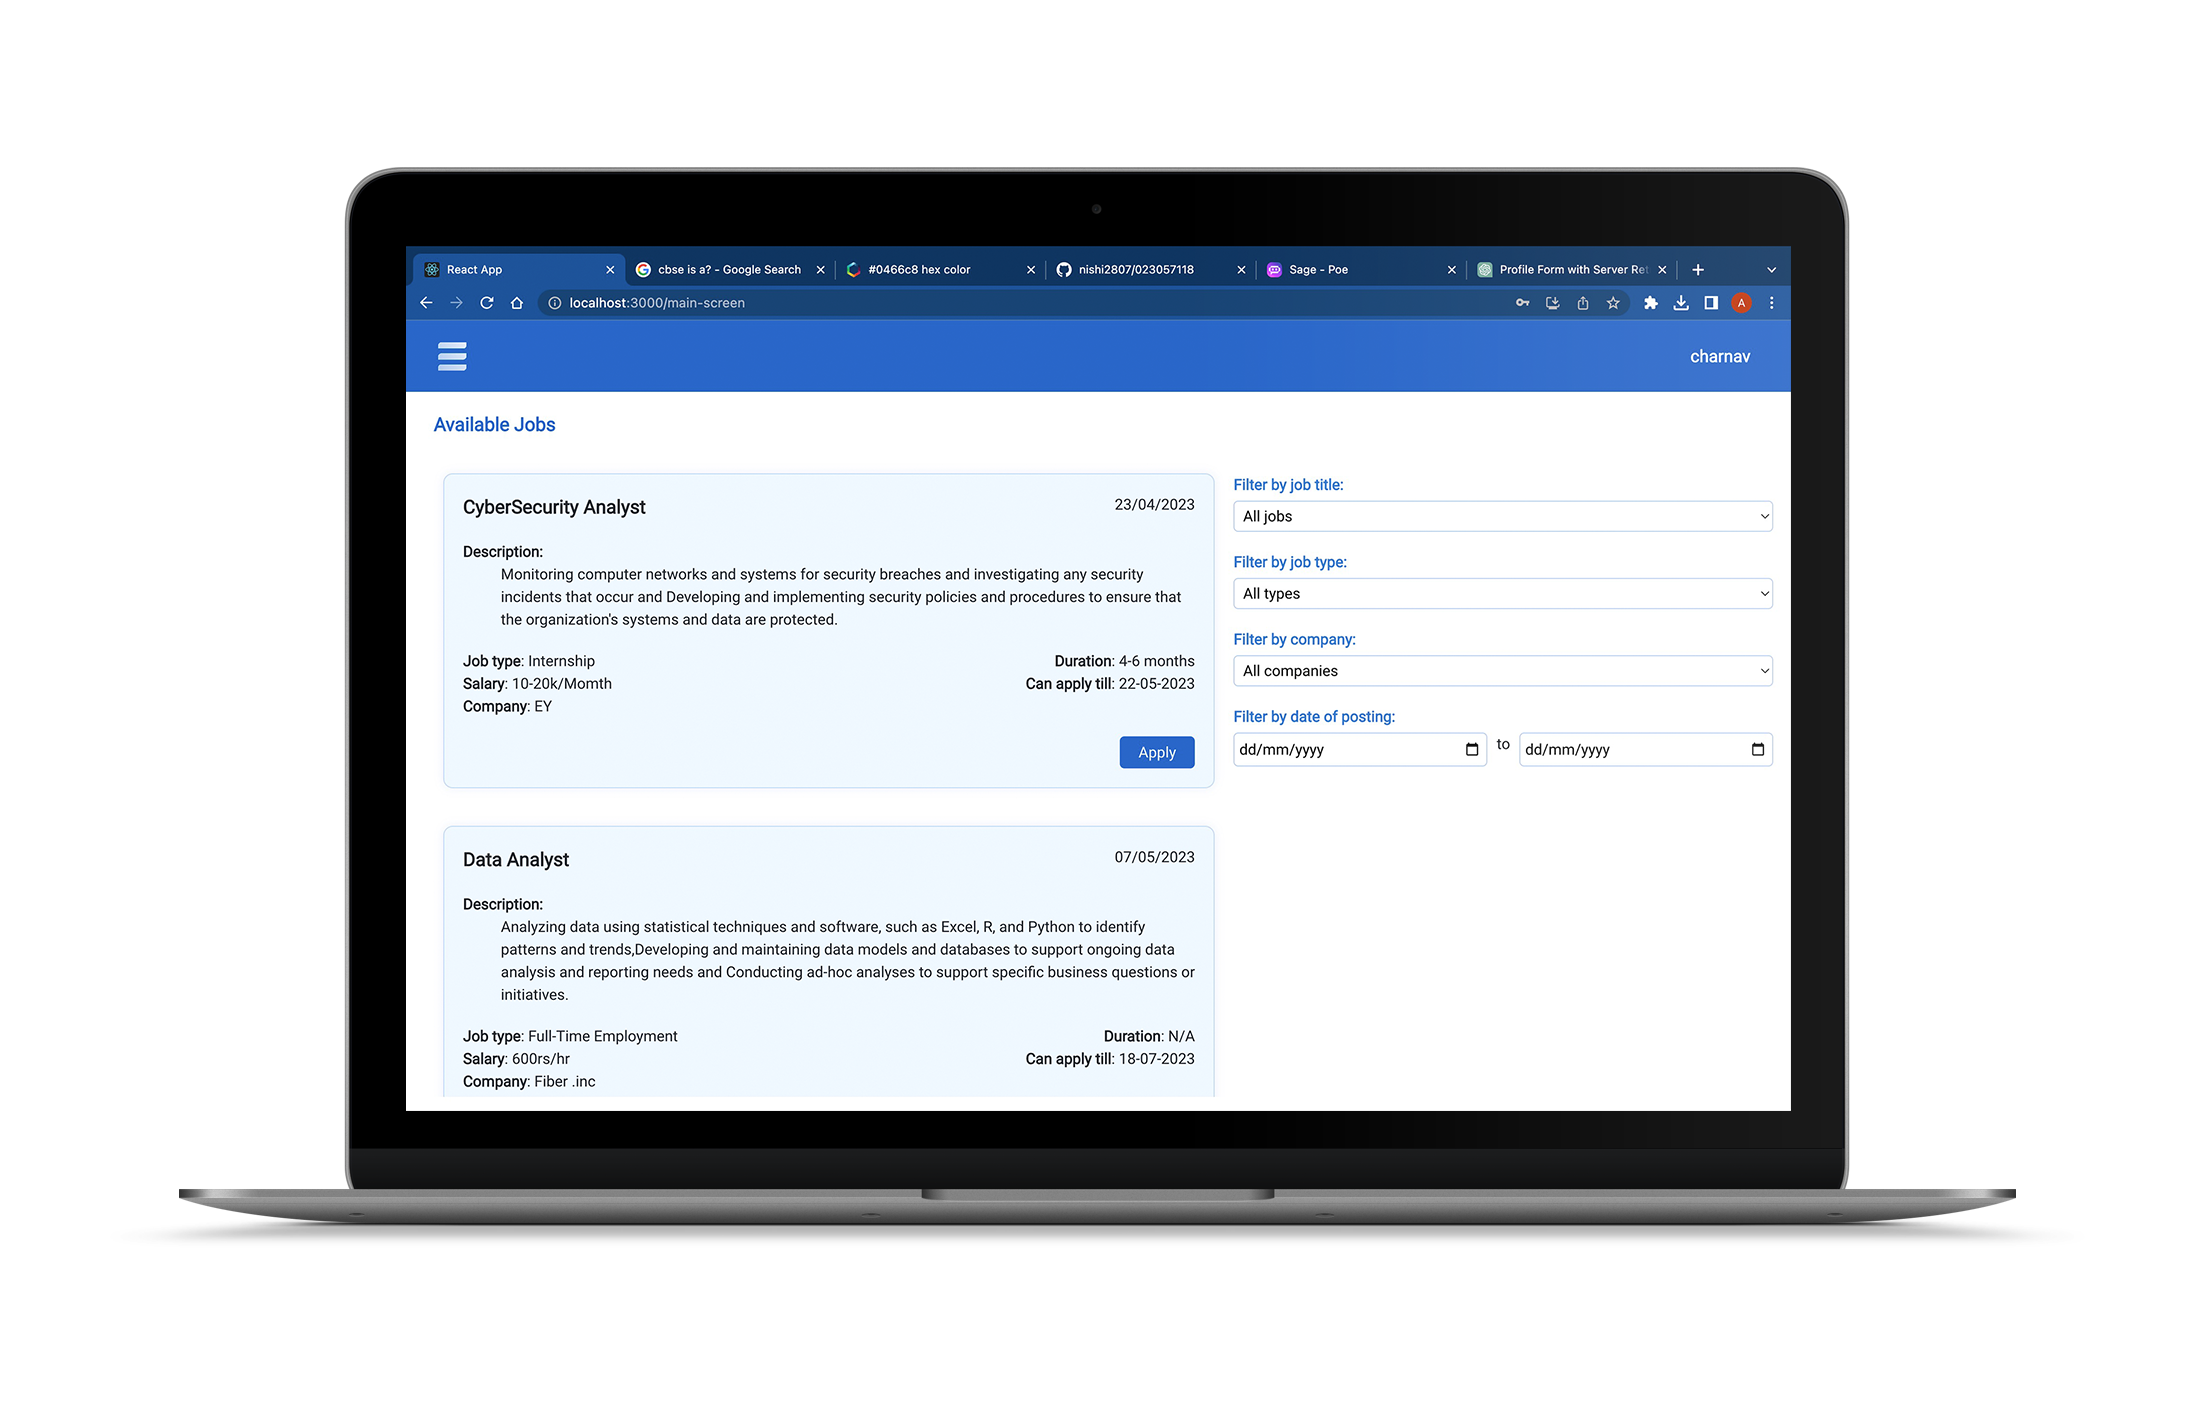 React App
cbse is a? - Google Search
#0466c8 hex color
nishi2807/023057118
Sage - Poe
Profile Form with Server Ret
localhost:3000/main-screen
A
charnav
Available Jobs
CyberSecurity Analyst
23/04/2023
Description:
Monitoring computer networks and systems for security breaches and investigating any security
incidents that occur and Developing and implementing security policies and procedures to ensure that
the organization's systems and data are protected.
Job type: Internship
Duration: 4-6 months
Salary: 10-20k/Momth
Can apply till: 22-05-2023
Company: EY
Apply
Filter by job title:
All jobs
Filter by job type:
All types
Filter by company:
All companies
Filter by date of posting:
dd/mm/yyyy to dd/mm/yyyy
Data Analyst
07/05/2023
Description:
Analyzing data using statistical techniques and software, such as Excel, R, and Python to identify
patterns and trends,Developing and maintaining data models and databases to support ongoing data
analysis and reporting needs and Conducting ad-hoc analyses to support specific business questions or
initiatives.
Job type: Full-Time Employment
Duration: N/A
Salary: 600rs/hr
Can apply till: 18-07-2023
Company: Fiber .inc